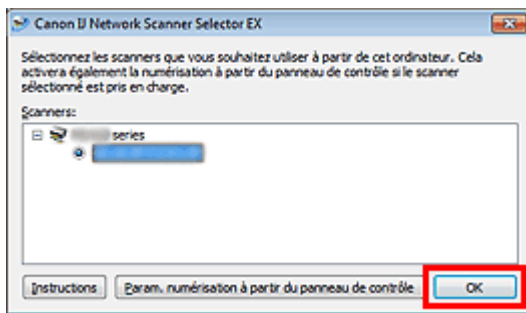 Canon IJ Network Scanner Selector EX
Sélectionnez les scanners que vous souhaitez utiliser à partir de cet ordinateur. Cela
activera également la numérisation à partir du panneau de contrôle si le scanner
sélectionné est pris en charge.
Scanners:
series
Instructions
Param. numérisation à partir du panneau de contrôle
OK